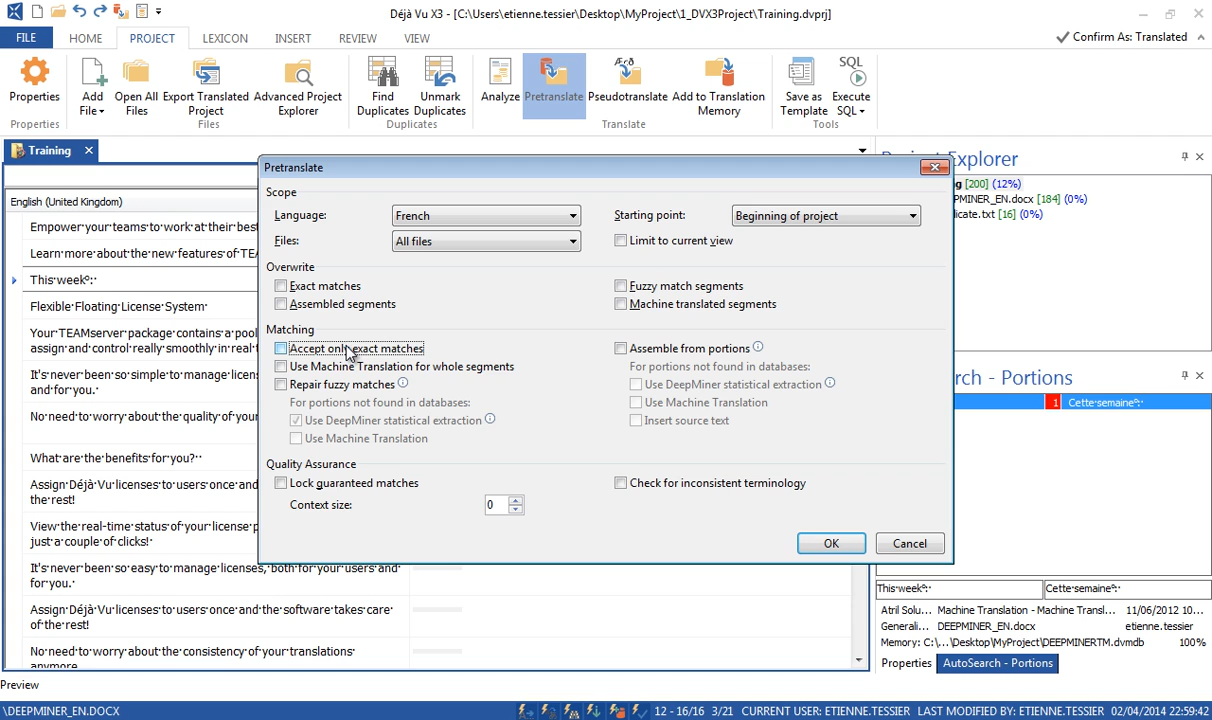 Déjà Vu X3 - [C:\Users\etienne.tessier\Desktop\MyProject\1_DVX3Project\Training.dvprj]
FILE HOME PROJECT LEXICON INSERT REVIEW VIEW Confirm As: Translated
Properties Add File Open All Files Export Translated Project Advanced Project Explorer Find Duplicates Unmark Duplicates Analyze Pretranslate Pseudotranslate Add to Translation Memory Save as Template SQL Execute SQL
Properties Files Duplicates Translate Tools
Training
English (United Kingdom)
Empower·your·teams·to·work·at·their·bes
Learn·more·about·the·new·features·of·TEA
This·week°:·
Flexible·Floating·License·System·
Your·TEAMserver·package·contains·a·pool
assign·and·control·really·smoothly·in·real·t
It's·never·been·so·simple·to·manage·licens
and·for·you.·
No·need·to·worry·about·the·quality·of·your
What·are·the·benefits·for·you?··
Assign·Déjà·Vu·licenses·to·users·once·and
the·rest!
View·the·real-time·status·of·your·license·p
just·a·couple·of·clicks!·
It's·never·been·so·easy·to·manage·licenses,·both·for·your·users·and·
for·you.·
Assign·Déjà·Vu·licenses·to·users·once·and·the·software·takes·care·
of·the·rest!
No·need·to·worry·about·the·consistency·of·your·translations·
anymore
Pretranslate
Scope
Language: French Starting point: Beginning of project
Files: All files Limit to current view
Overwrite
Exact matches Fuzzy match segments
Assembled segments Machine translated segments
Matching
Accept only exact matches Assemble from portions
Use Machine Translation for whole segments For portions not found in databases:
Repair fuzzy matches Use DeepMiner statistical extraction
For portions not found in databases: Use Machine Translation
Use DeepMiner statistical extraction Insert source text
Use Machine Translation
Quality Assurance
Lock guaranteed matches Check for inconsistent terminology
Context size: 0
OK Cancel
Explorer
g [200] (12%)
PMINER_EN.docx [184] (0%)
licate.txt [16] (0%)
rch - Portions
1 Cette·semaine°:·
This·week°:· Cette·semaine°:·
Atril Solu... Machine Translation - Machine Transl... 11/06/2012 10...
Generali... DEEPMINER_EN.docx etienne.tessier
Memory: C:\...\Desktop\MyProject\DEEPMINERTM.dvmdb 100%
Properties AutoSearch - Portions
Preview
\DEEPMINER_EN.DOCX 12 - 16/16 3/21 CURRENT USER: ETIENNE.TESSIER LAST MODIFIED BY: ETIENNE.TESSIER 02/04/2014 22:59:42